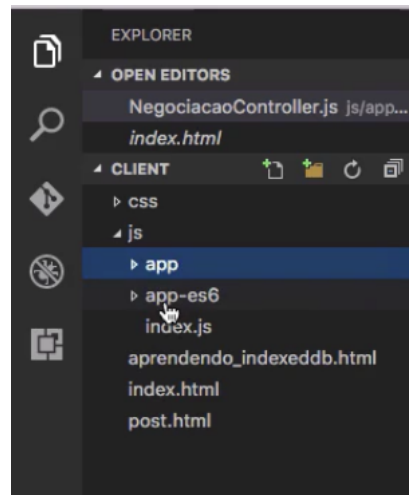 EXPLORER
OPEN EDITORS
NegociacaoController.js js/app...
index.html
CLIENT
css
js
app
app-es6
index.js
aprendendo_indexeddb.html
index.html
post.html